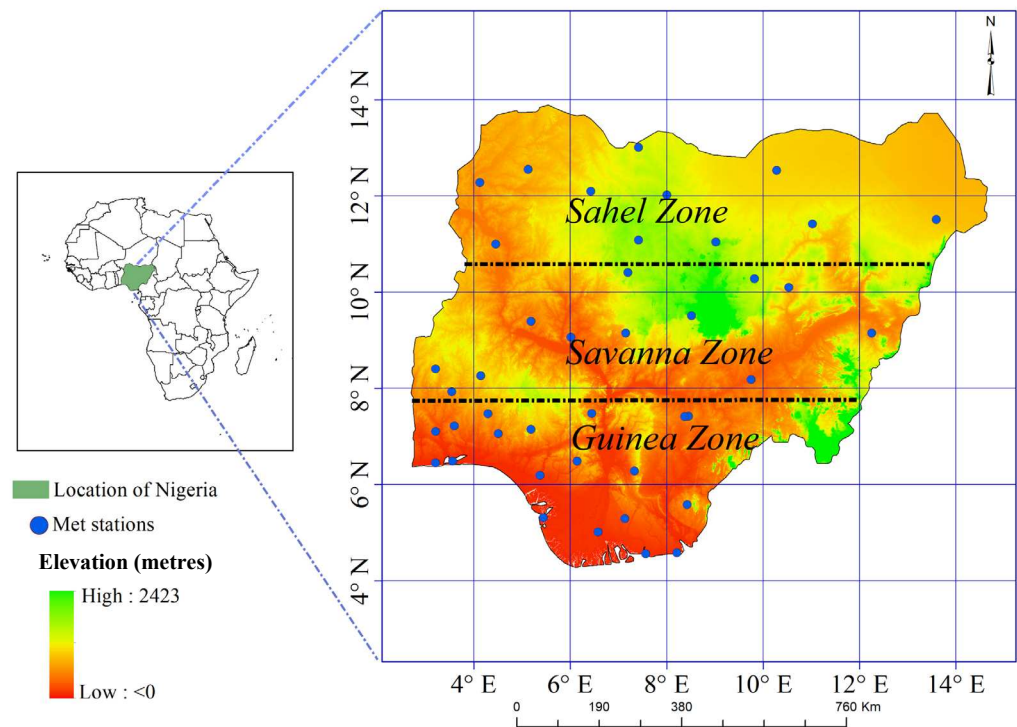 N
14° N
12° N
10° N
8° N
6° N
4° N
Sahel Zone
Savanna Zone
Guinea Zone
Location of Nigeria
Met stations
Elevation (metres)
High : 2423
Low : <0
4° E 6° E 8° E 10° E 12° E 14° E
0 190 380 760 Km